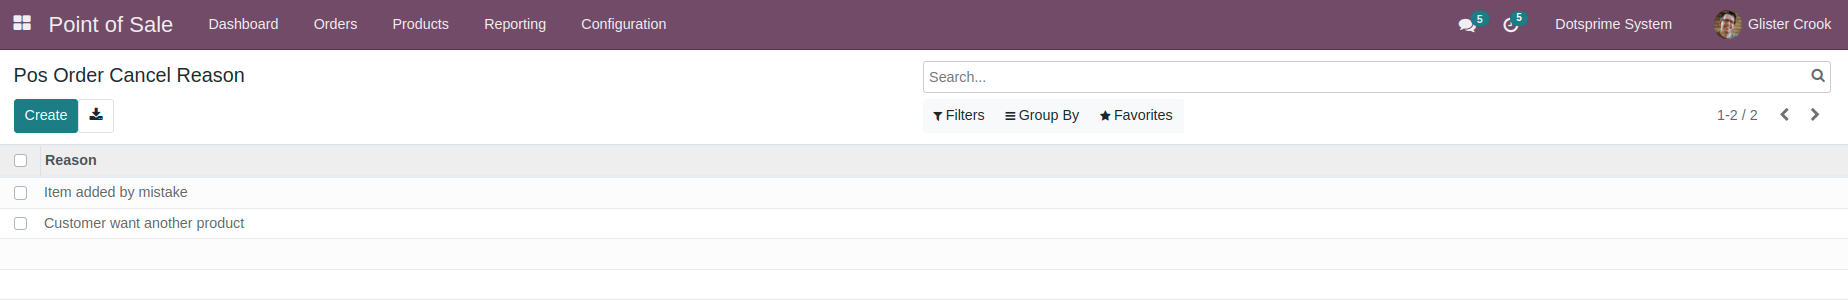 Point of Sale Dashboard Orders Products Reporting Configuration 5 5 Dotsprime System Glister Crook
Pos Order Cancel Reason Search...
Create Filters Group By Favorites 1-2 / 2
Reason
Item added by mistake
Customer want another product